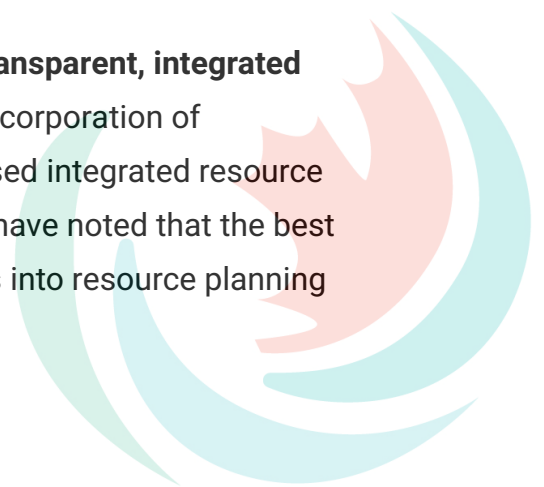 ansparent, integrated
corporation of
sed integrated resource
have noted that the best
s into resource planning